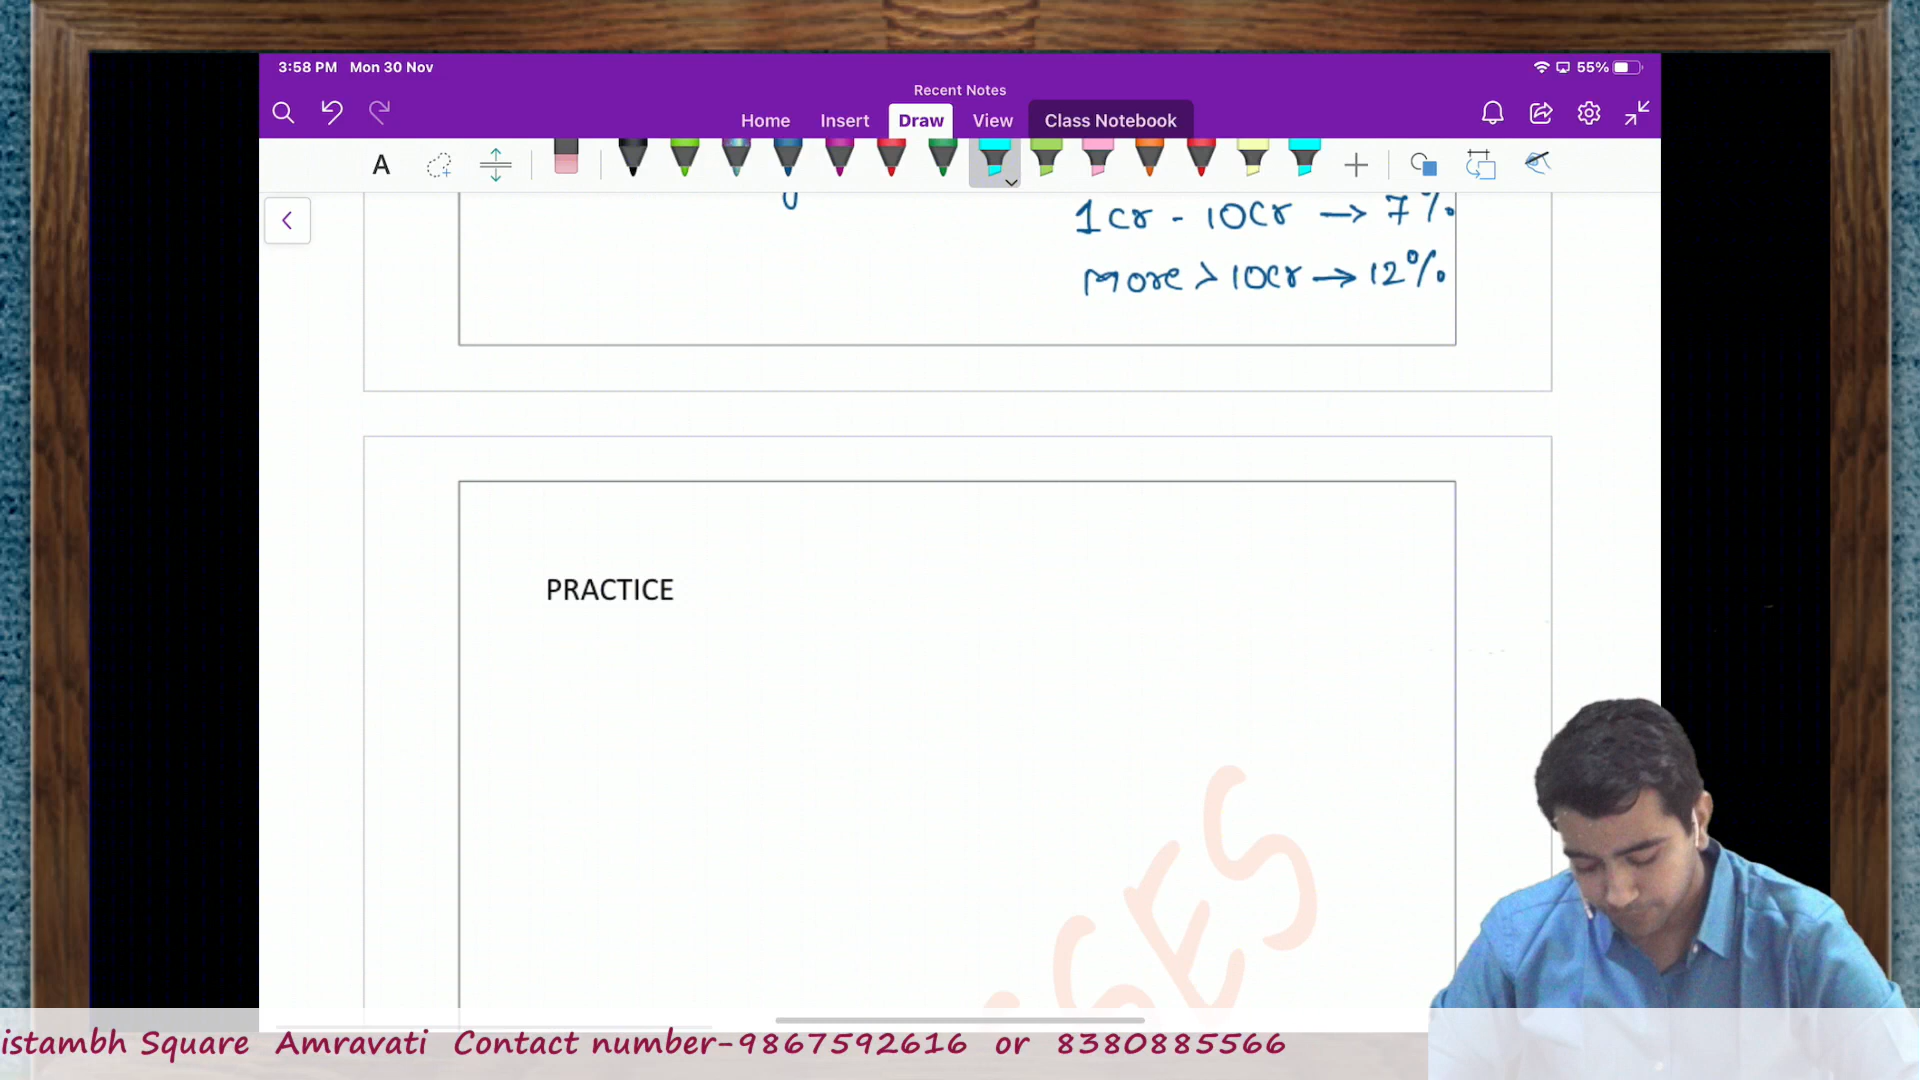 3:58 PM Mon 30 Nov
55%
Recent Notes
Home Insert Draw View Class Notebook
A
1Cr - 10Cr → 7%
More > 10Cr → 12%
PRACTICE
SES
istambh Square Amravati Contact number-9867592616 or 8380885566